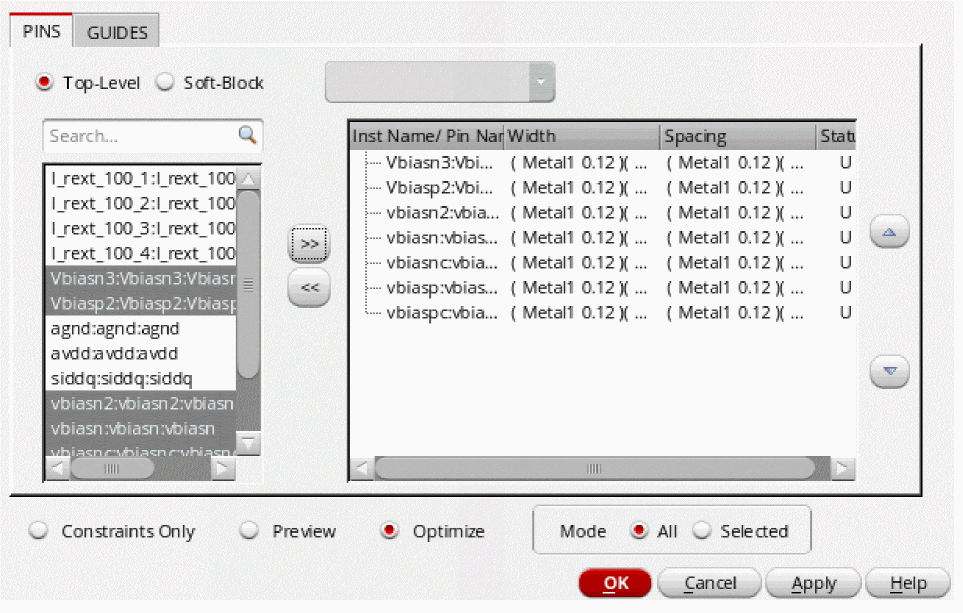 PINS GUIDES
Top-Level Soft-Block
Search...
I_rext_100_1:I_rext_100
I_rext_100_2:I_rext_100
I_rext_100_3:I_rext_100
I_rext_100_4:I_rext_100
Vbiasn3:Vbiasn3:Vbiasn
Vbiasp2:Vbiasp2:Vbiasp
agnd:agnd:agnd
avdd:avdd:avdd
siddq:siddq:siddq
vbiasn2:vbiasn2:vbiasn
vbiasn:vbiasn:vbiasn
vbiasnc:vbiasnc:vbiasn
>>
<<
Inst Name/ Pin Nar Width Spacing Statu
Vbiasn3:Vbi... ( Metal1 0.12 )( ... ( Metal1 0.12 )( ... U
Vbiasp2:Vbi... ( Metal1 0.12 )( ... ( Metal1 0.12 )( ... U
vbiasn2:vbia... ( Metal1 0.12 )( ... ( Metal1 0.12 )( ... U
vbiasn:vbias... ( Metal1 0.12 )( ... ( Metal1 0.12 )( ... U
vbiasnc:vbia... ( Metal1 0.12 )( ... ( Metal1 0.12 )( ... U
vbiasp:vbias... ( Metal1 0.12 )( ... ( Metal1 0.12 )( ... U
vbiaspc:vbia... ( Metal1 0.12 )( ... ( Metal1 0.12 )( ... U
Constraints Only Preview Optimize Mode All Selected
OK Cancel Apply Help